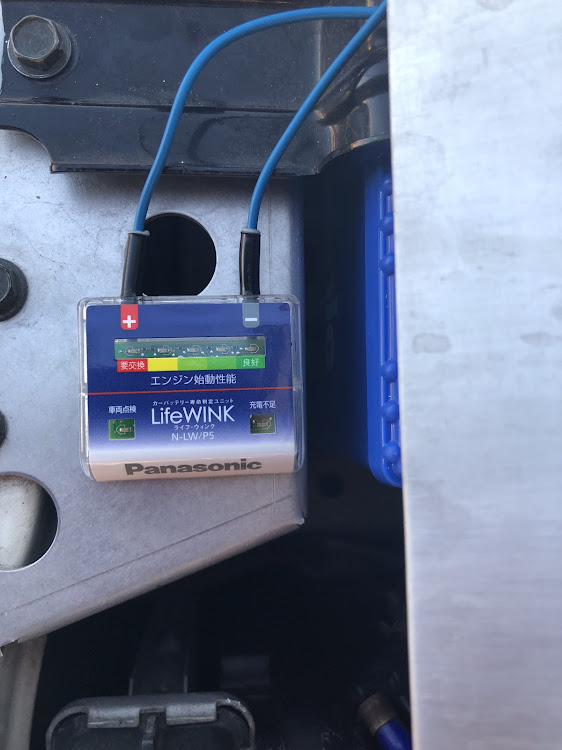 + −
要交換 良好
エンジン始動性能
車両点検
カーバッテリー寿命判定ユニット
充電不足
LifeWINK
ライフ・ウィンク
N-LW/P5
Panasonic